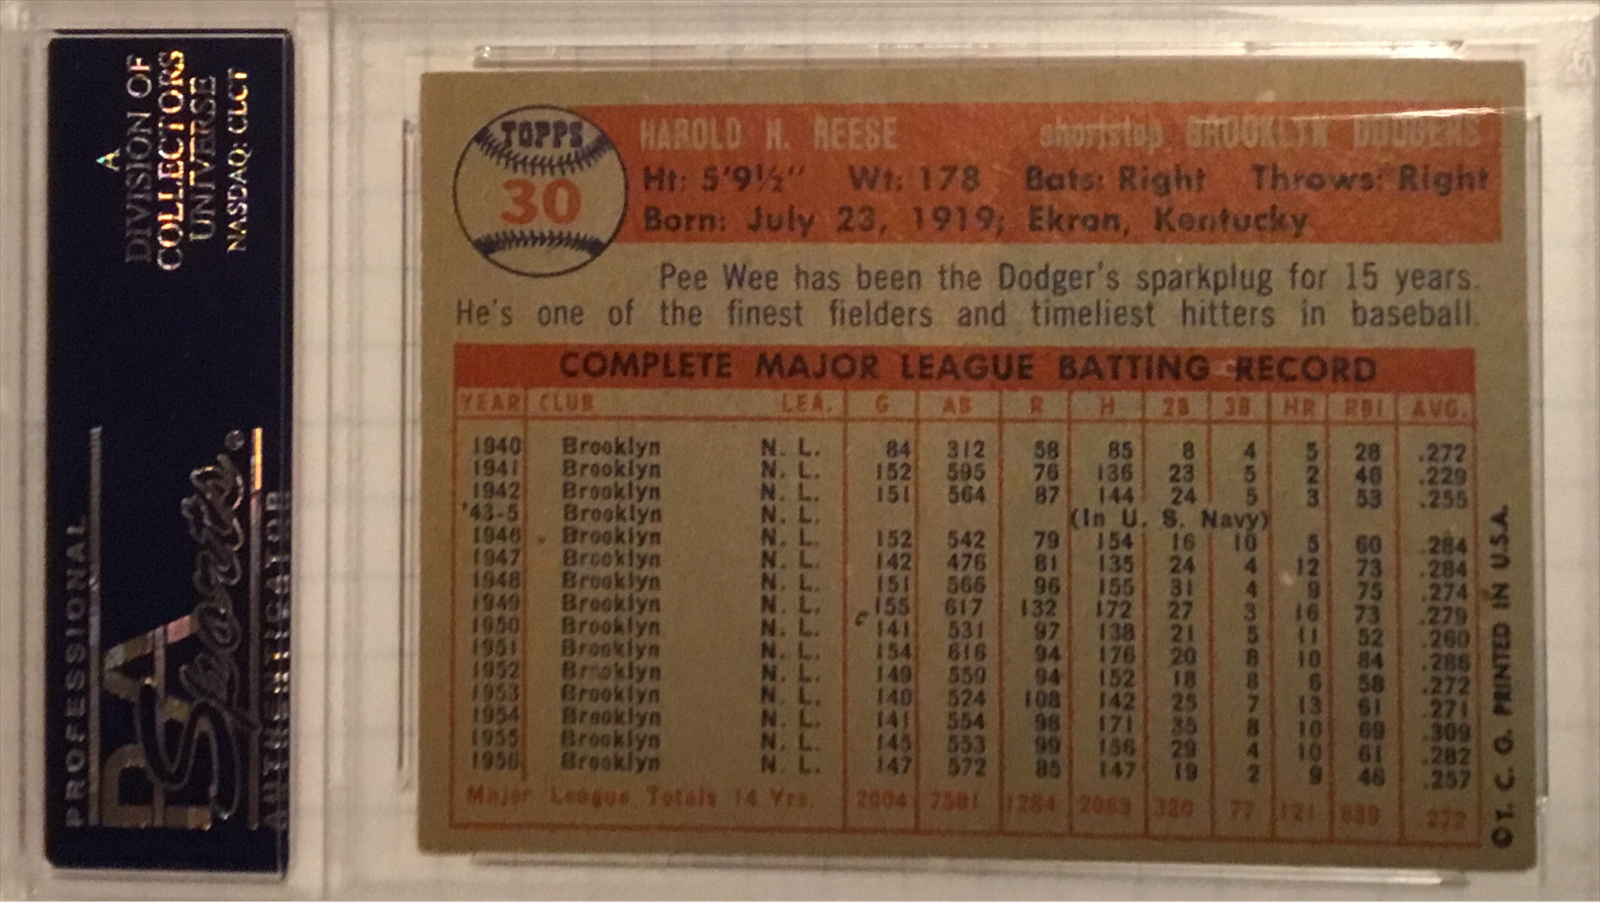 A
DIVISION OF
COLLECTORS
UNIVERSE
NASDAQ: CLCT
PROFESSIONAL
PSA
Sports®
AUTHENTICATOR
TOPPS
30
HAROLD H. REESE shortstop BROOKLYN DODGERS
Ht: 5'9½" Wt: 178 Bats: Right Throws: Right
Born: July 23, 1919; Ekran, Kentucky
Pee Wee has been the Dodger's sparkplug for 15 years.
He's one of the finest fielders and timeliest hitters in baseball.
COMPLETE MAJOR LEAGUE BATTING RECORD
YEAR CLUB LEA. G AB R H 2B 3B HR RBI AVG.
1940 Brooklyn N. L. 84 312 58 85 8 4 5 28 .272
1941 Brooklyn N. L. 152 595 76 136 23 5 2 46 .229
1942 Brooklyn N. L. 151 564 87 144 24 5 3 53 .255
'43-5 Brooklyn N. L. (In U. S. Navy)
1946 Brooklyn N. L. 152 542 79 154 16 10 5 60 .284
1947 Brooklyn N. L. 142 476 81 135 24 4 12 73 .284
1948 Brooklyn N. L. 151 566 96 155 31 4 9 75 .274
1949 Brooklyn N. L. 155 617 132 172 27 3 16 73 .279
1950 Brooklyn N. L. 141 531 97 138 21 5 11 52 .260
1951 Brooklyn N. L. 154 616 94 176 20 8 10 84 .286
1952 Brooklyn N. L. 149 559 94 152 18 8 6 58 .272
1953 Brooklyn N. L. 140 524 108 142 25 7 13 61 .271
1954 Brooklyn N. L. 141 554 98 171 35 8 10 69 .309
1955 Brooklyn N. L. 145 553 99 156 29 4 10 61 .282
1956 Brooklyn N. L. 147 572 85 147 19 2 9 46 .257
Major League Totals 14 Yrs. 2004 7581 1284 2063 320 77 121 839 .272
© T. C. G. PRINTED IN U.S.A.